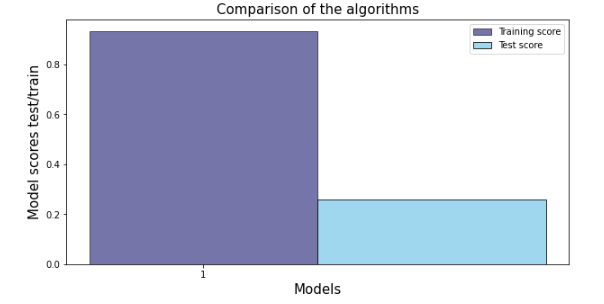 Comparison of the algorithms
Training score
Test score
Model scores test/train
0.8
0.6
0.4
0.2
0.0
1
Models